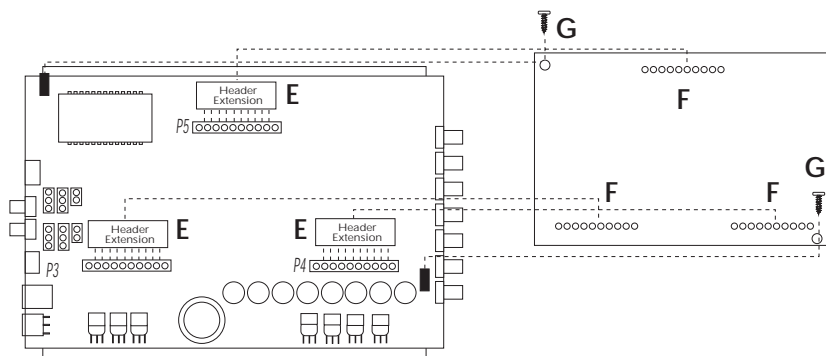 G
Header
Extension
E
P5
F
G
F
F
Header
Extension
E
E
Header
Extension
P3
P4